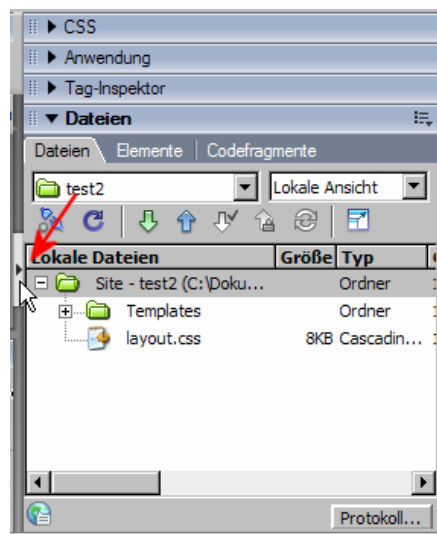 CSS
Anwendung
Tag-Inspektor
Dateien
Dateien Elemente Codefragmente
test2 Lokale Ansicht
Lokale Dateien Größe Typ
Site - test2 (C:\Doku... Ordner
Templates Ordner
layout.css 8KB Cascadin...
Protokoll...